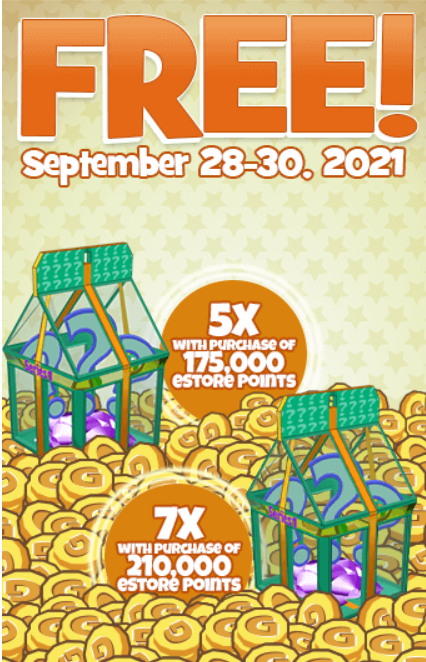 FREE!
September 28-30, 2021
????
????
5X
WITH PURCHASE OF
175,000
eSTORE POINTS
????
????
7X
WITH PURCHASE OF
210,000
eSTORE POINTS